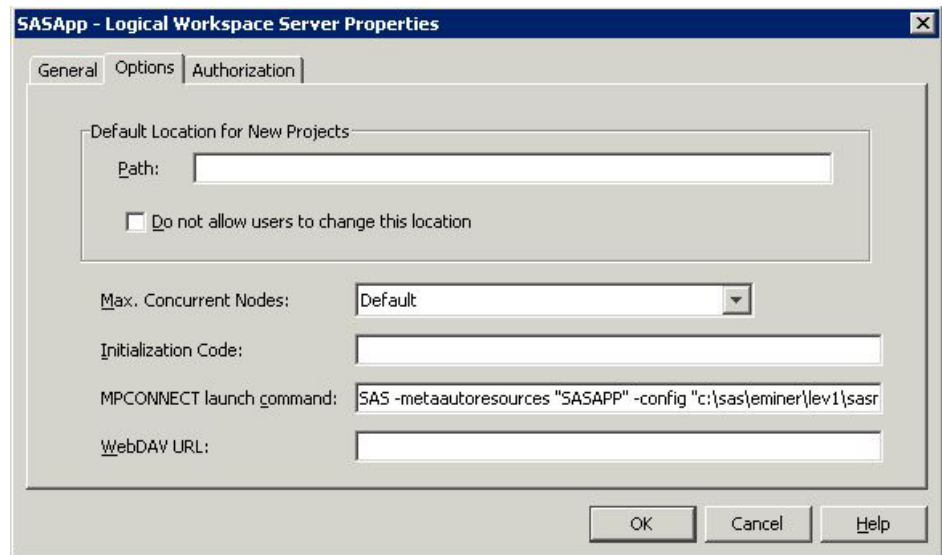 SASApp - Logical Workspace Server Properties
General Options Authorization
Default Location for New Projects
Path:
Do not allow users to change this location
Max. Concurrent Nodes: Default
Initialization Code:
MPCONNECT launch command: SAS -metaautoresources "SASAPP" -config "c:\sas\eminer\lev1\sasr
WebDAV URL:
OK Cancel Help